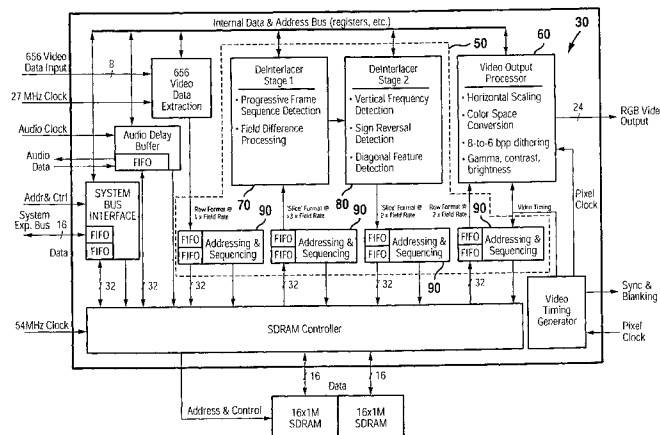 Internal Data & Address Bus (registers, etc.)
50
60
30
656 Video
Data Input
8
27 MHz Clock
Audio Clock
Audio
Data
Addr& Ctrl
System
Exp. Bus
16
Data
54MHz Clock
656
Video
Data
Extraction
Audio Delay
Buffer
FIFO
SYSTEM
BUS
INTERFACE
FIFO
FIFO
DeInterlacer
Stage 1
• Progressive Frame
Sequence Detection
• Field Difference
Processing
70
DeInterlacer
Stage 2
• Vertical Frequency
Detection
• Sign Reversal
Detection
• Diagonal Feature
Detection
80
Video Output
Processor
• Horizontal Scaling
• Color Space
Conversion
• 8-to-6 bpp dithering
• Gamma, contrast,
brightness
24
RGB Vide
Output
Pixel
Clock
Row Format @
1 x Field Rate
'Slice' Format @
>3 x Field Rate
'Slice' Format @
2 x Field Rate
Row Format @
2 x Field Rate
Video Timing
90
90
90
90
FIFO
FIFO
Addressing &
Sequencing
FIFO
FIFO
Addressing &
Sequencing
FIFO
FIFO
Addressing &
Sequencing
FIFO
FIFO
Addressing &
Sequencing
32
32
32
32
32
32
SDRAM Controller
Video
Timing
Generator
Sync &
Blanking
Pixel
Clock
16
16
Data
Address & Control
16x1M
SDRAM
16x1M
SDRAM